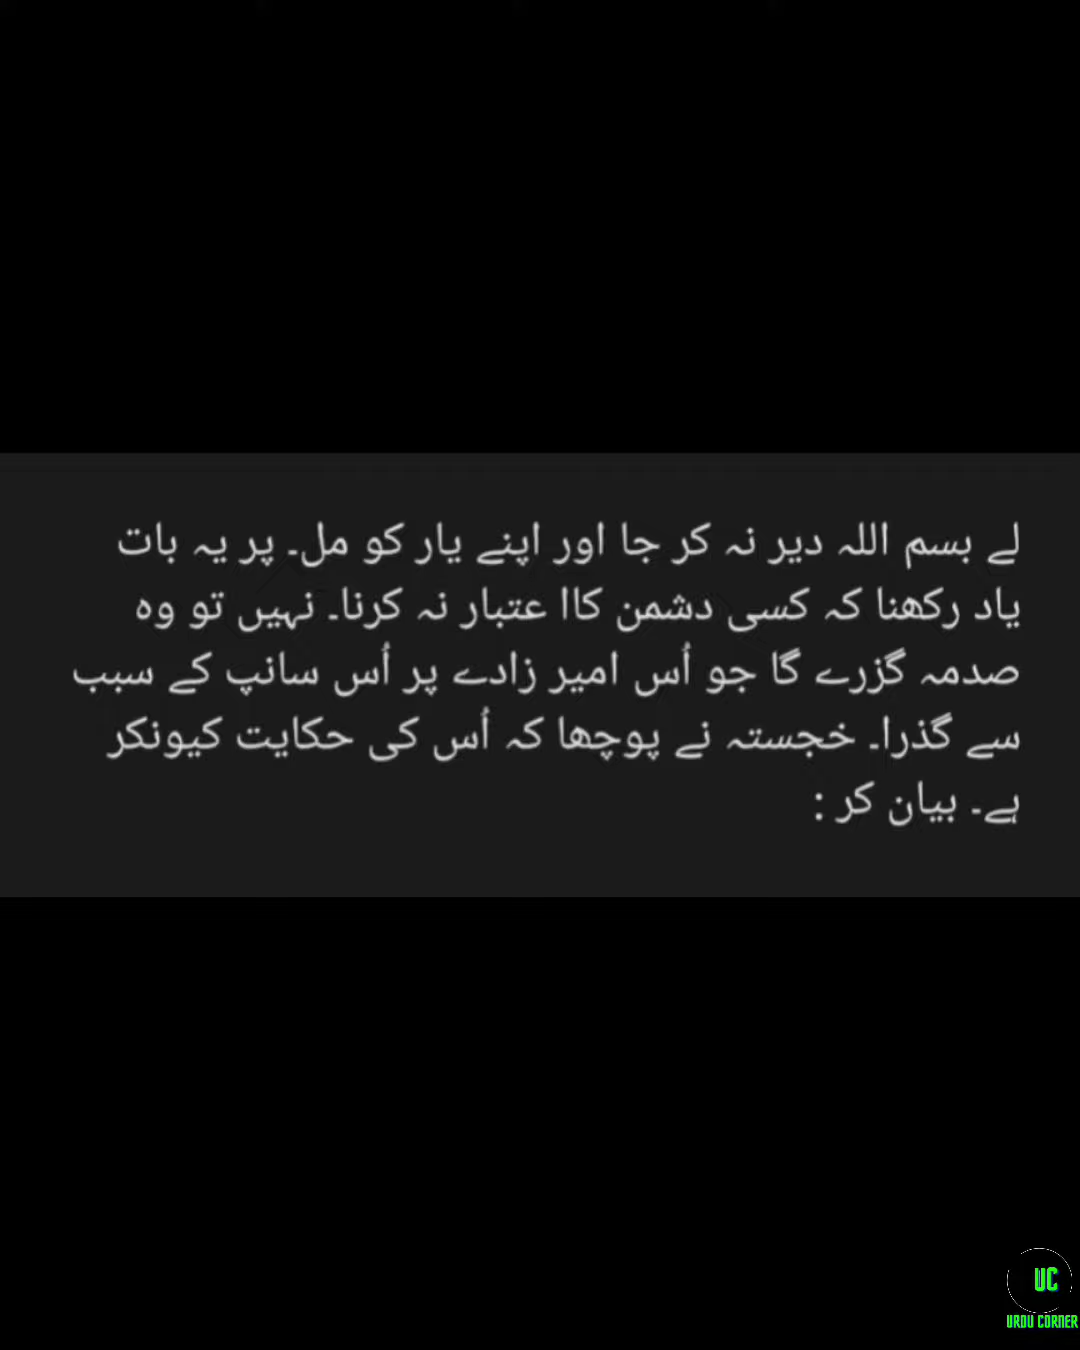 لے بسم اللہ دیر نہ کر جا اور اپنے یار کو مل۔ پر یہ بات
یاد رکھنا کہ کسی دشمن کاا عتبار نہ کرنا۔ نہیں تو وہ
صدمہ گزرے گا جو اُس امیر زادے پر اُس سانپ کے سبب
سے گذرا۔ خجستہ نے پوچھا کہ اُس کی حکایت کیونکر
ہے۔ بیان کر :
UC
URDU CORNER